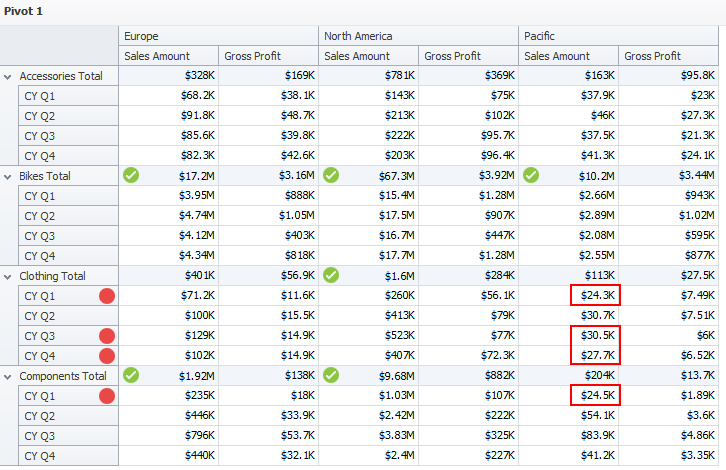 Pivot 1
Europe North America Pacific
Sales Amount Gross Profit Sales Amount Gross Profit Sales Amount Gross Profit
Accessories Total $328K $169K $781K $369K $163K $95.8K
CY Q1 $68.2K $38.1K $143K $75K $37.9K $23K
CY Q2 $91.8K $48.7K $213K $102K $46K $27.3K
CY Q3 $85.6K $39.8K $222K $95.7K $37.5K $21.3K
CY Q4 $82.3K $42.6K $203K $96.4K $41.3K $24.1K
Bikes Total $17.2M $3.16M $67.3M $3.92M $10.2M $3.44M
CY Q1 $3.95M $888K $15.4M $1.28M $2.66M $943K
CY Q2 $4.74M $1.05M $17.5M $907K $2.89M $1.02M
CY Q3 $4.12M $403K $16.7M $447K $2.08M $595K
CY Q4 $4.34M $818K $17.7M $1.28M $2.55M $877K
Clothing Total $401K $56.9K $1.6M $284K $113K $27.5K
CY Q1 $71.2K $11.6K $260K $56.1K $24.3K $7.49K
CY Q2 $100K $15.5K $413K $79K $30.7K $7.51K
CY Q3 $129K $14.9K $523K $77K $30.5K $6K
CY Q4 $102K $14.9K $407K $72.3K $27.7K $6.52K
Components Total $1.92M $138K $9.68M $882K $204K $13.7K
CY Q1 $235K $18K $1.03M $107K $24.5K $1.89K
CY Q2 $446K $33.9K $2.42M $222K $54.1K $3.6K
CY Q3 $796K $53.7K $3.83M $325K $83.9K $4.86K
CY Q4 $440K $32.1K $2.4M $227K $41.2K $3.35K